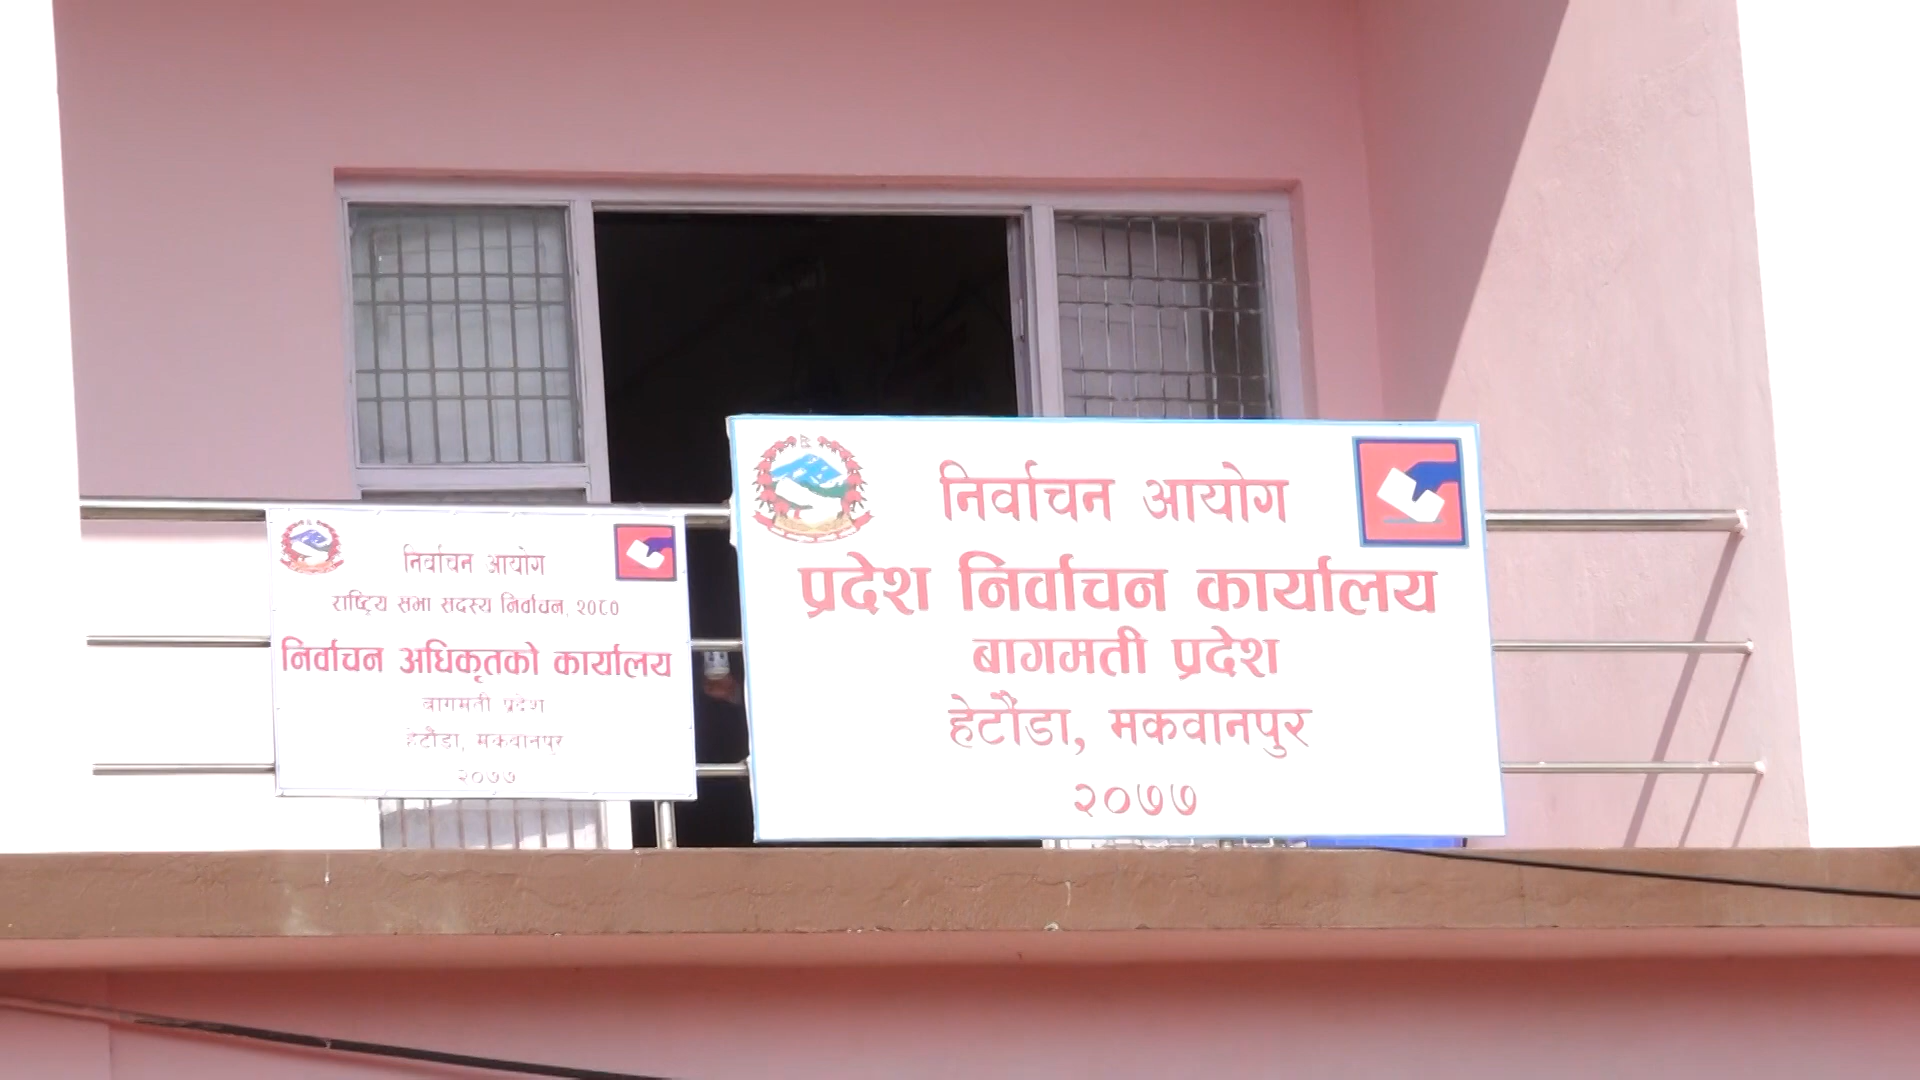 निर्वाचन आयोग
राष्ट्रिय सभा सदस्य निर्वाचन, २०८०
निर्वाचन अधिकृतको कार्यालय
बागमती प्रदेश
हेटौंडा, मकवानपुर
२०७७
निर्वाचन आयोग
प्रदेश निर्वाचन कार्यालय
बागमती प्रदेश
हेटौंडा, मकवानपुर
२०७७